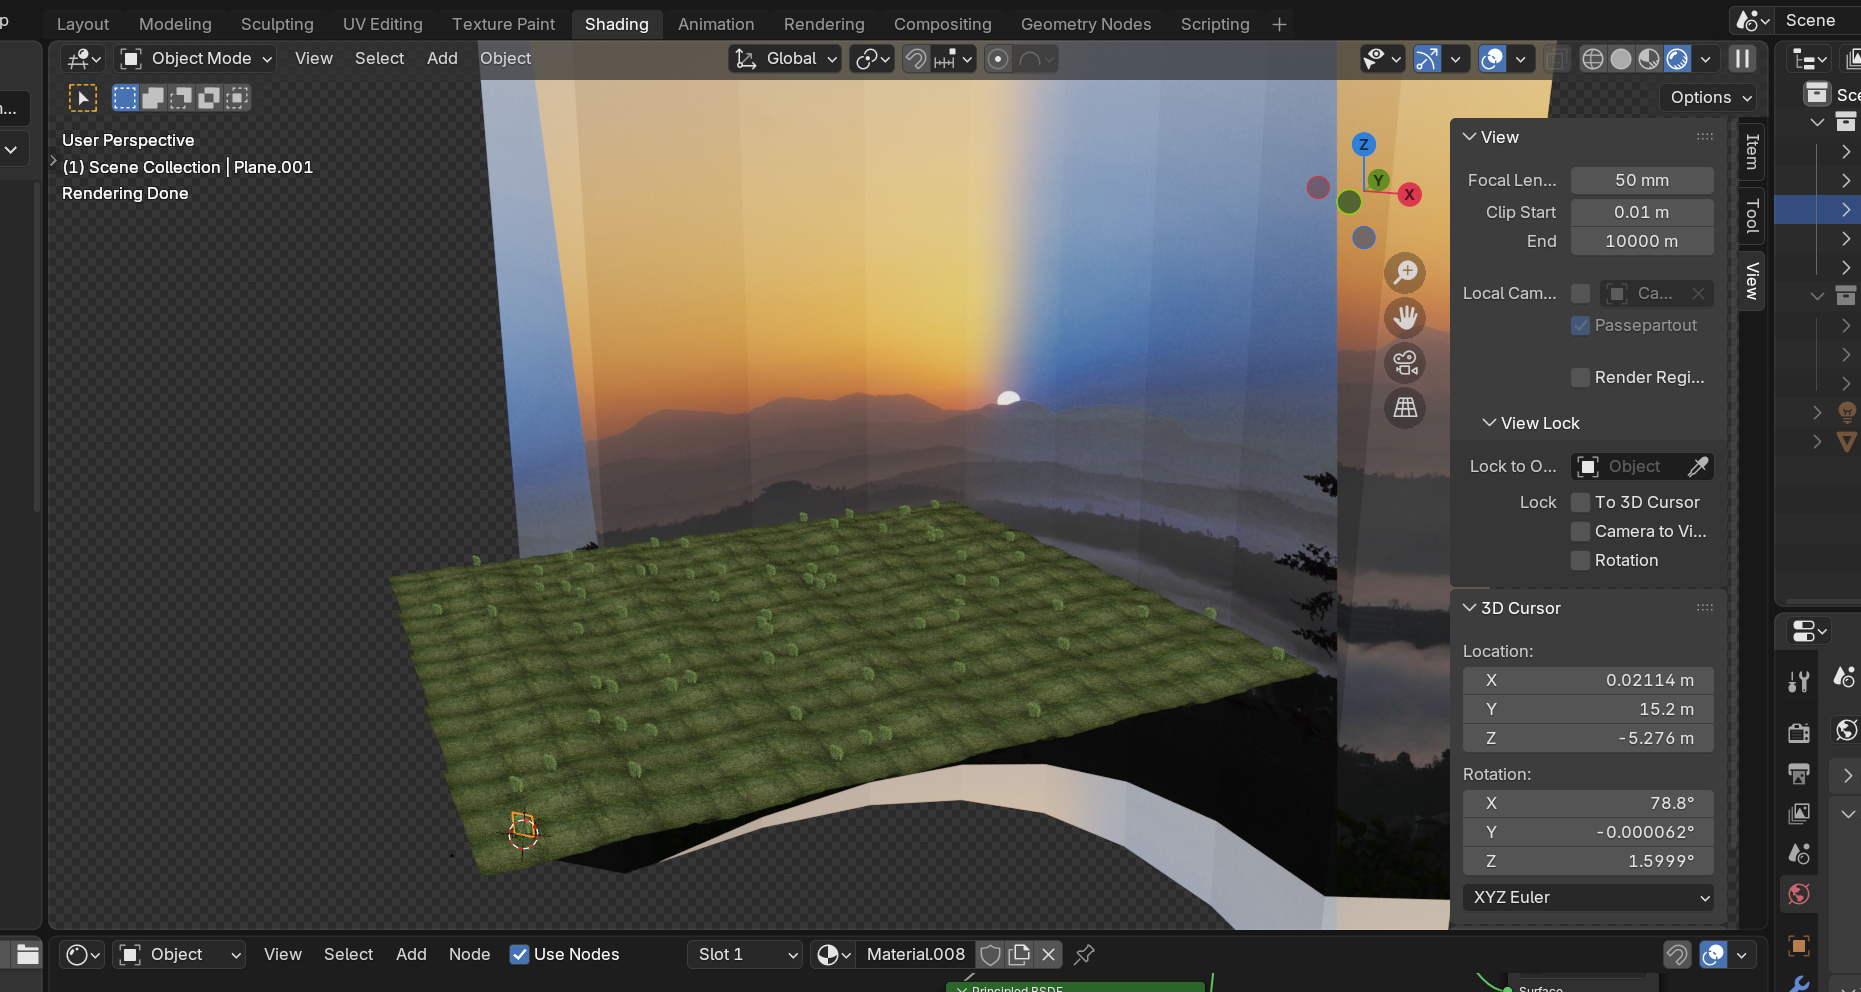 p
Layout Modeling Sculpting UV Editing Texture Paint Shading Animation Rendering Compositing Geometry Nodes Scripting + Scene
Object Mode View Select Add Object Global
n...
Options
Sce
User Perspective
(1) Scene Collection | Plane.001
Rendering Done
Z
Y
X
View
Focal Len... 50 mm
Clip Start 0.01 m
End 10000 m
Local Cam... Ca...
Passepartout
Render Regi...
View Lock
Lock to O... Object
Lock To 3D Cursor
Camera to Vi...
Rotation
3D Cursor
Location:
X 0.02114 m
Y 15.2 m
Z -5.276 m
Rotation:
X 78.8°
Y -0.000062°
Z 1.5999°
XYZ Euler
Item
Tool
View
Object View Select Add Node Use Nodes Slot 1 Material.008
Principled BSDF
Surface